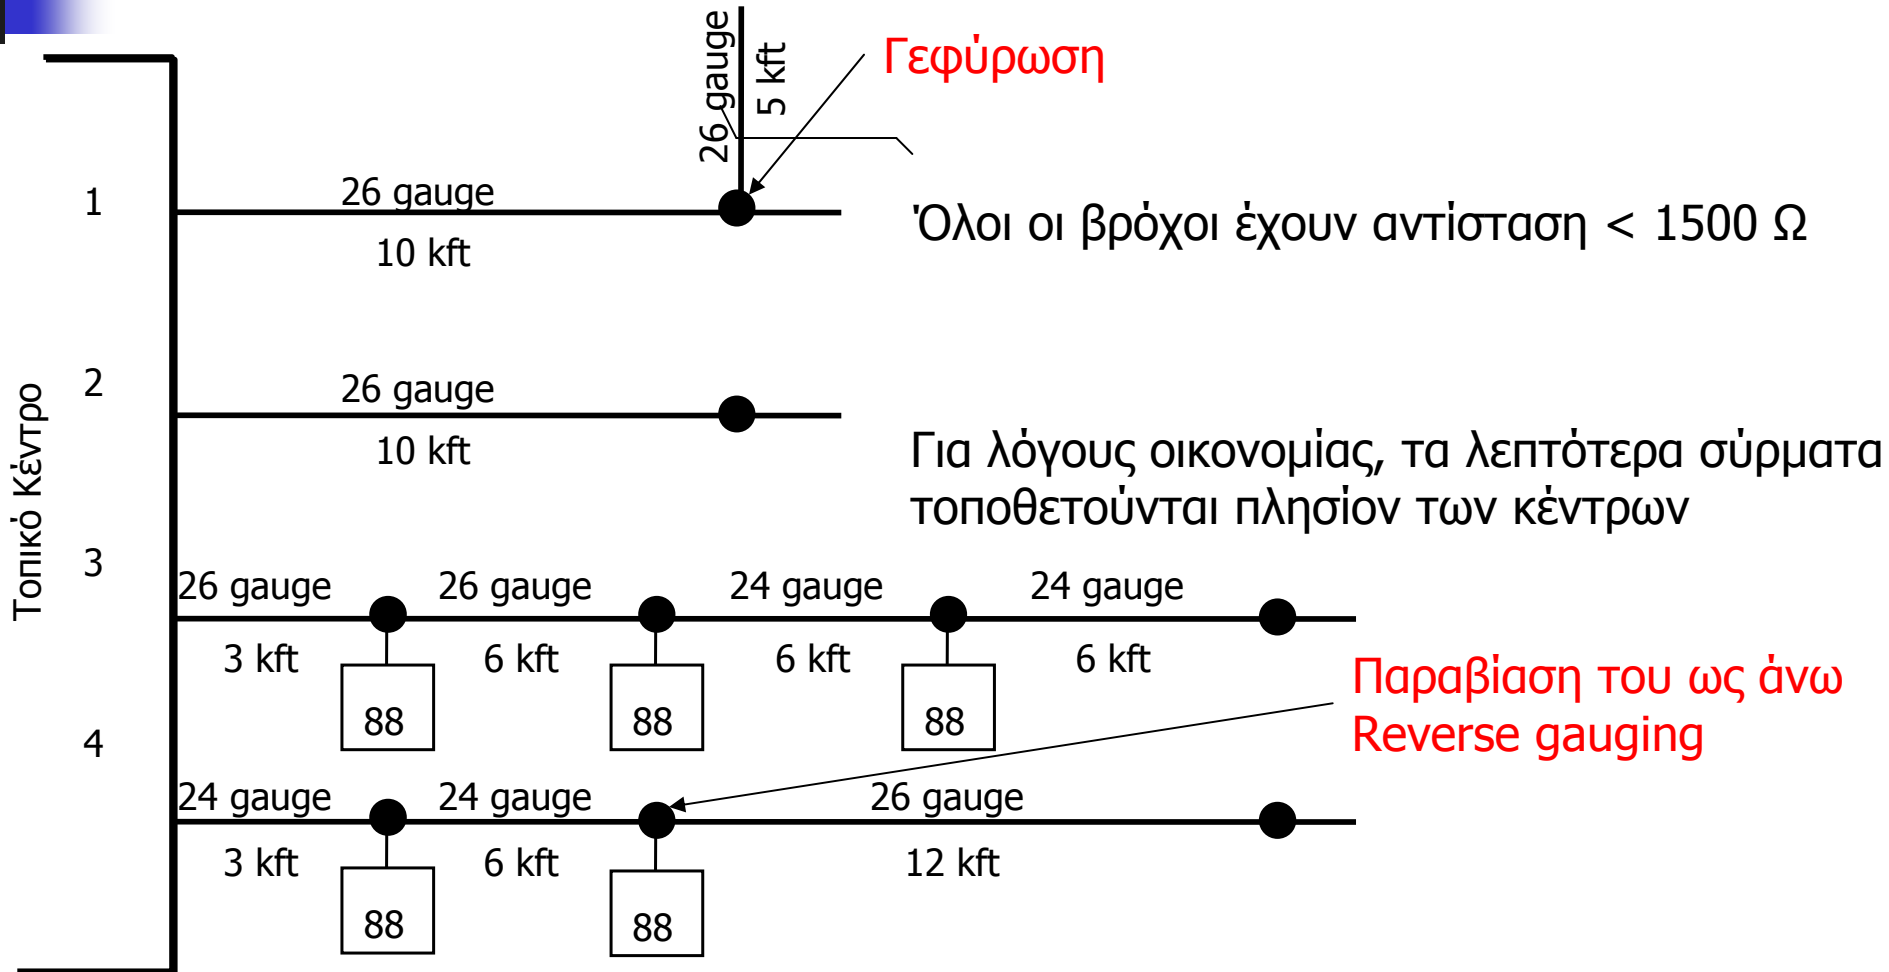 26 gauge
5 kft
Γεφύρωση
1
26 gauge
10 kft
Όλοι οι βρόχοι έχουν αντίσταση < 1500 Ω
Τοπικό Κέντρο
2
26 gauge
10 kft
Για λόγους οικονομίας, τα λεπτότερα σύρματα
τοποθετούνται πλησίον των κέντρων
3
26 gauge 26 gauge 24 gauge 24 gauge
3 kft 6 kft 6 kft 6 kft
88 88 88
Παραβίαση του ως άνω
Reverse gauging
4
24 gauge 24 gauge 26 gauge
3 kft 6 kft 12 kft
88 88